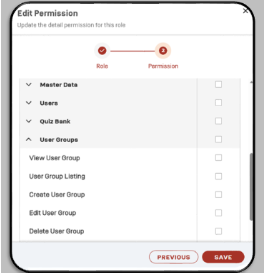 Edit Permission
Update the detail permission for this role
2
Role Permission
Master Data
Users
Quiz Bank
User Groups
View User Group
User Group Listing
Create User Group
Edit User Group
Delete User Group
PREVIOUS SAVE